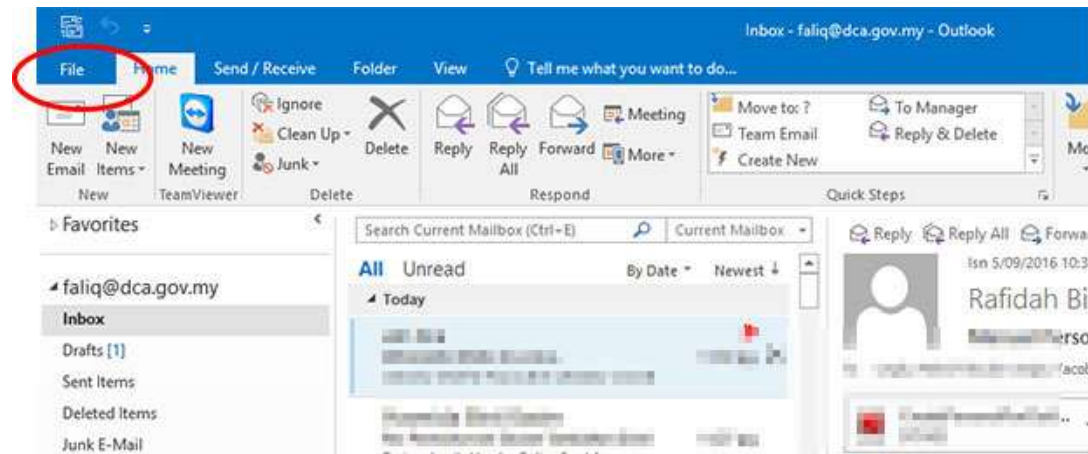 Inbox - faliq@dca.gov.my - Outlook
File Home Send / Receive Folder View Tell me what you want to do...
New Email
New Items
New Meeting
Ignore
Clean Up
Junk
Delete
Reply
Reply All
Forward
Meeting
More
Move to: ?
Team Email
Create New
To Manager
Reply & Delete
New
TeamViewer
Delete
Respond
Quick Steps
Favorites
Search Current Mailbox (Ctrl+E)
Current Mailbox
All Unread
By Date Newest
Today
faliq@dca.gov.my
Inbox
Drafts [1]
Sent Items
Deleted Items
Junk E-Mail
Reply Reply All
Isn 5/09/2016
Rafidah